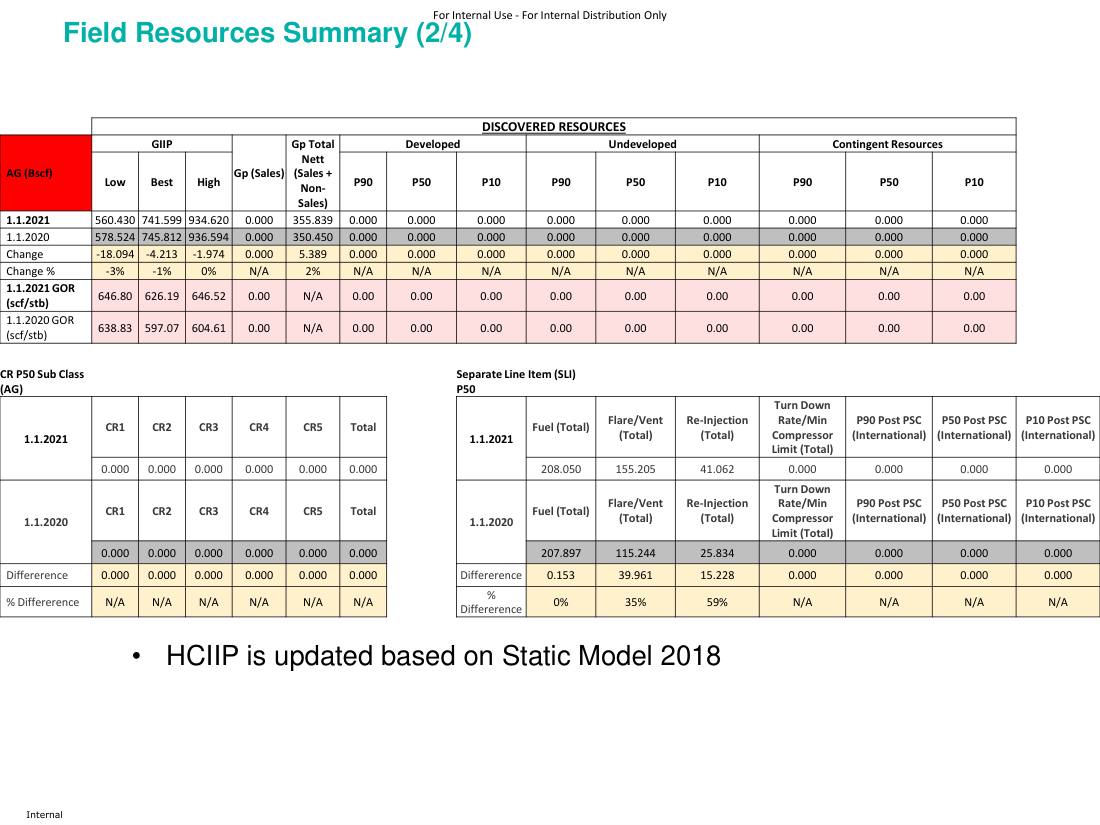 For Internal Use - For Internal Distribution Only
Field Resources Summary (2/4)
DISCOVERED RESOURCES
AG (Bscf) GIIP Gp (Sales) Gp Total Nett (Sales + Non-Sales) Developed Undeveloped Contingent Resources
Low Best High P90 P50 P10 P90 P50 P10 P90 P50 P10
1.1.2021 560.430 741.599 934.620 0.000 355.839 0.000 0.000 0.000 0.000 0.000 0.000 0.000 0.000 0.000
1.1.2020 578.524 745.812 936.594 0.000 350.450 0.000 0.000 0.000 0.000 0.000 0.000 0.000 0.000 0.000
Change -18.094 -4.213 -1.974 0.000 5.389 0.000 0.000 0.000 0.000 0.000 0.000 0.000 0.000 0.000
Change % -3% -1% 0% N/A 2% N/A N/A N/A N/A N/A N/A N/A N/A N/A
1.1.2021 GOR (scf/stb) 646.80 626.19 646.52 0.00 N/A 0.00 0.00 0.00 0.00 0.00 0.00 0.00 0.00 0.00
1.1.2020 GOR (scf/stb) 638.83 597.07 604.61 0.00 N/A 0.00 0.00 0.00 0.00 0.00 0.00 0.00 0.00 0.00
CR P50 Sub Class (AG)
1.1.2021 CR1 CR2 CR3 CR4 CR5 Total
0.000 0.000 0.000 0.000 0.000 0.000
1.1.2020 CR1 CR2 CR3 CR4 CR5 Total
0.000 0.000 0.000 0.000 0.000 0.000
Differerence 0.000 0.000 0.000 0.000 0.000 0.000
% Differerence N/A N/A N/A N/A N/A N/A
Separate Line Item (SLI) P50
1.1.2021 Fuel (Total) Flare/Vent (Total) Re-Injection (Total) Turn Down Rate/Min Compressor Limit (Total) P90 Post PSC (International) P50 Post PSC (International) P10 Post PSC (International)
208.050 155.205 41.062 0.000 0.000 0.000 0.000
1.1.2020 Fuel (Total) Flare/Vent (Total) Re-Injection (Total) Turn Down Rate/Min Compressor Limit (Total) P90 Post PSC (International) P50 Post PSC (International) P10 Post PSC (International)
207.897 115.244 25.834 0.000 0.000 0.000 0.000
Differerence 0.153 39.961 15.228 0.000 0.000 0.000 0.000
% Differerence 0% 35% 59% N/A N/A N/A N/A
• HCIIP is updated based on Static Model 2018
Internal